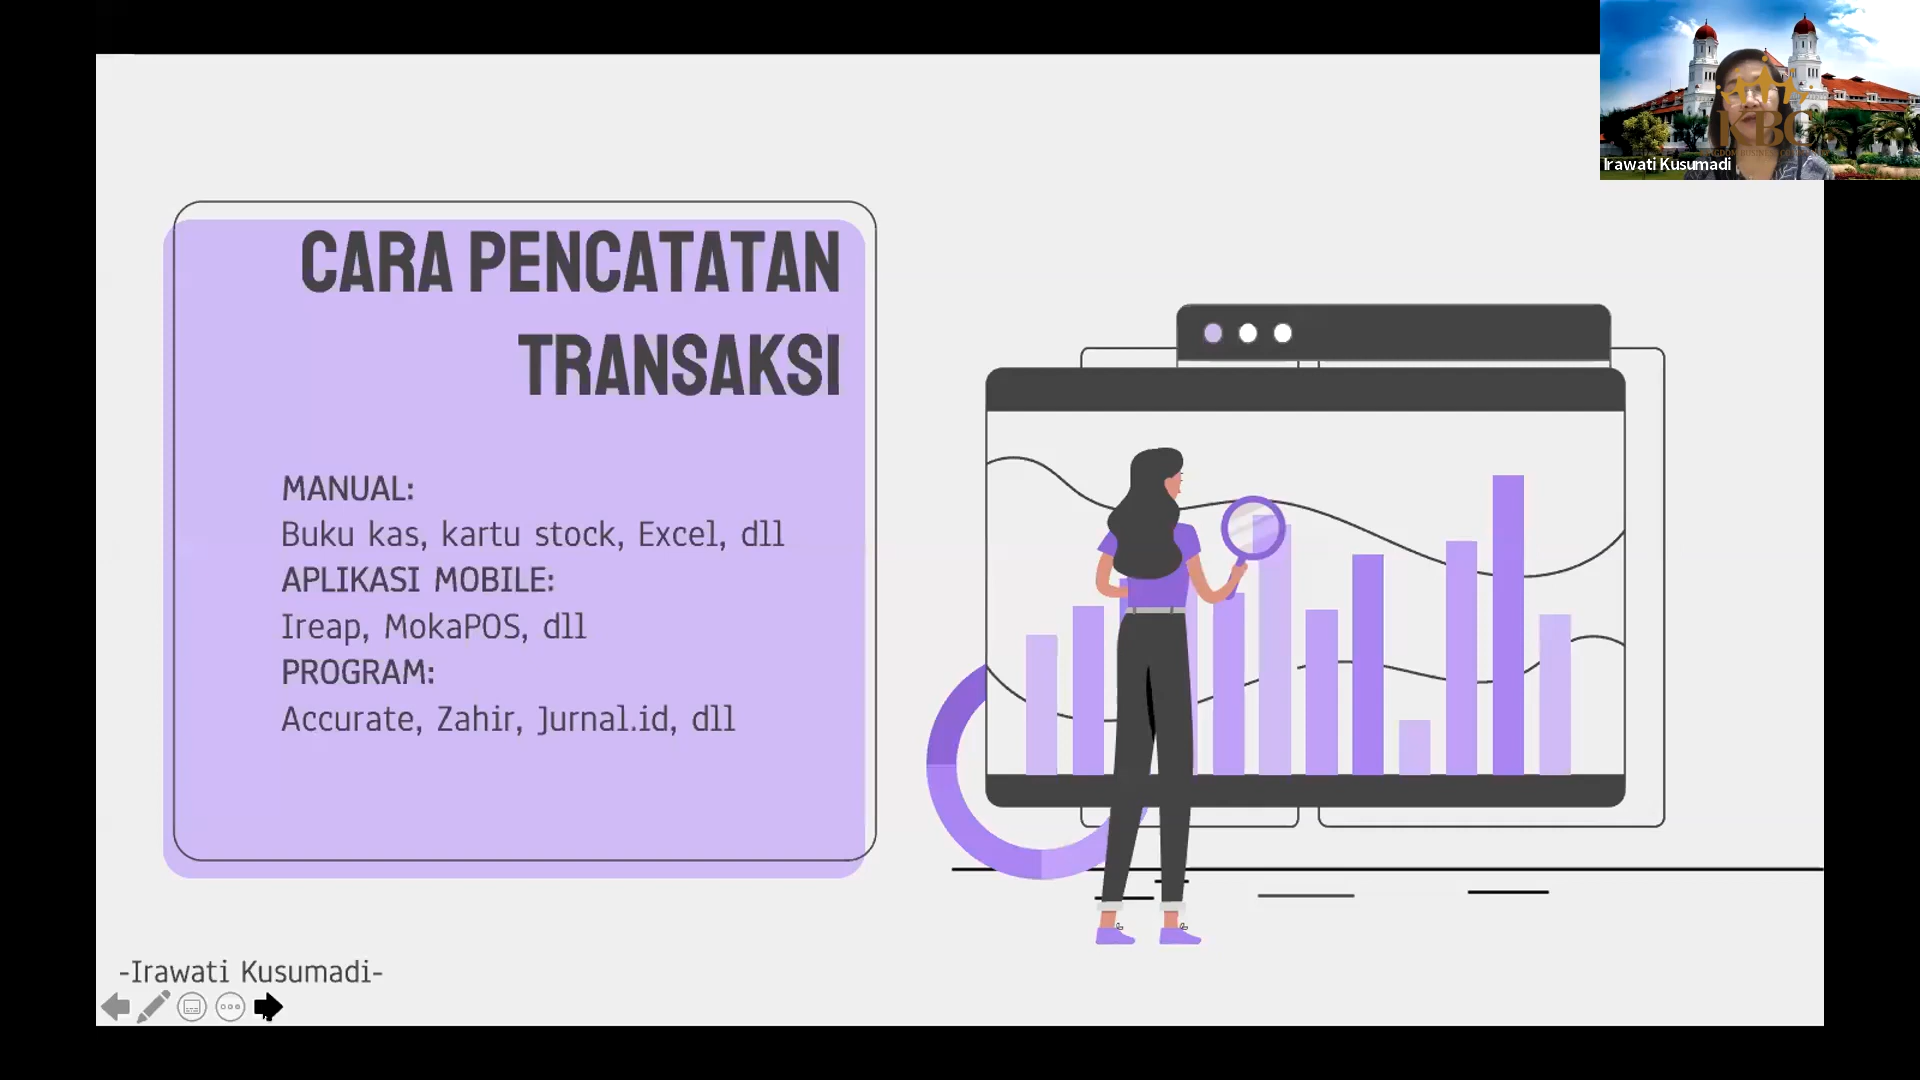 CARA PENCATATAN
TRANSAKSI
MANUAL:
Buku kas, kartu stock, Excel, dll
APLIKASI MOBILE:
Ireap, MokaPOS, dll
PROGRAM:
Accurate, Zahir, Jurnal.id, dll
-Irawati Kusumadi-
KBC
Irawati Kusumadi